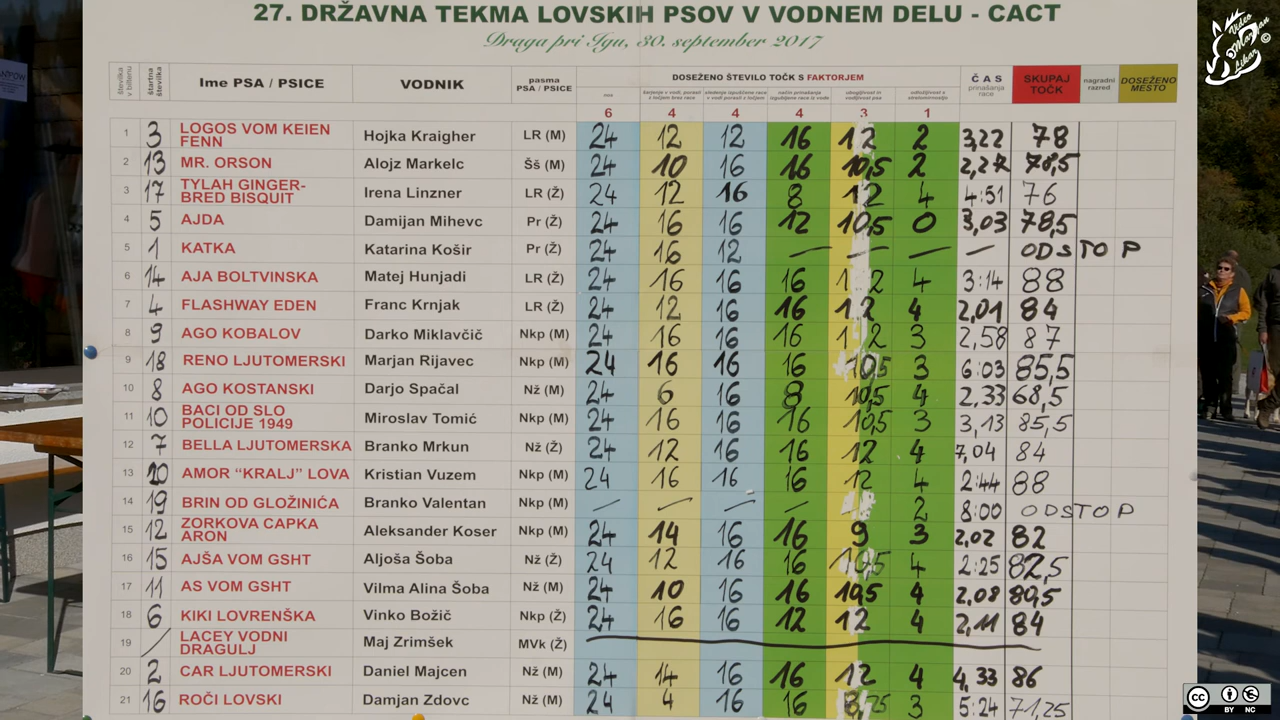 27. DRŽAVNA TEKMA LOVSKIH PSOV V VODNEM DELU - CACT
Draga pri Igu, 30. september 2017
številka v biltenu štartna številka Ime PSA / PSICE VODNIK pasma PSA / PSICE DOSEŽENO ŠTEVILO TOČK S FAKTORJEM ČAS prinašanja race SKUPAJ TOČK nagradni razred DOSEŽENO MESTO
6 4 4 4 3 1
1 3 LOGOS VOM KEIEN FENN Hojka Kraigher LR (M) 24 12 12 16 12 2 3,22 78
2 13 MR. ORSON Alojz Markelc Šš (M) 24 10 16 16 10,5 2 2,27 78,5
3 17 TYLAH GINGER-BRED BISQUIT Irena Linzner LR (Ž) 24 12 16 8 12 4 4:51 76
4 5 AJDA Damijan Mihevc Pr (Ž) 24 16 16 12 10,5 0 3,03 78,5
5 1 KATKA Katarina Košir Pr (Ž) 24 16 12 — — — — ODSTOP
6 14 AJA BOLTVINSKA Matej Hunjadi LR (Ž) 24 16 16 16 12 4 3:14 88
7 4 FLASHWAY EDEN Franc Krnjak LR (Ž) 24 12 16 16 12 4 2,01 84
8 9 AGO KOBALOV Darko Miklavčič Nkp (M) 24 16 16 16 12 3 2,58 87
9 18 RENO LJUTOMERSKI Marjan Rijavec Nkp (M) 24 16 16 16 10,5 3 6:03 85,5
10 8 AGO KOSTANSKI Darjo Spačal Nž (M) 24 6 16 8 10,5 4 2,33 68,5
11 10 BACI OD SLO POLICIJE 1949 Miroslav Tomić Nkp (M) 24 16 16 16 10,5 3 3,13 85,5
12 7 BELLA LJUTOMERSKA Branko Mrkun Nž (Ž) 24 12 16 16 12 4 7,04 84
13 20 AMOR “KRALJ” LOVA Kristian Vuzem Nkp (M) 24 16 16 16 12 4 2:44 88
14 19 BRIN OD GLOŽINIĆA Branko Valentan Nkp (M) — — — — 2 8:00 ODSTOP
15 12 ZORKOVA CAPKA ARON Aleksander Koser Nkp (M) 24 14 16 16 9 3 2,02 82
16 15 AJŠA VOM GSHT Aljoša Šoba Nž (Ž) 24 12 16 16 10,5 4 2:25 82,5
17 11 AS VOM GSHT Vilma Alina Šoba Nž (M) 24 10 16 16 10,5 4 2,08 80,5
18 6 KIKI LOVRENŠKA Vinko Božič Nkp (Ž) 24 16 16 12 12 4 2,11 84
19 / LACEY VODNI DRAGULJ Maj Zrimšek MVk (Ž)
20 2 CAR LJUTOMERSKI Daniel Majcen Nž (M) 24 14 16 16 12 4 4,33 86
21 16 ROČI LOVSKI Damjan Zdovc Nž (M) 24 4 16 16 3 5:24 71,25
Video Marjan Likar ©
CC BY NC